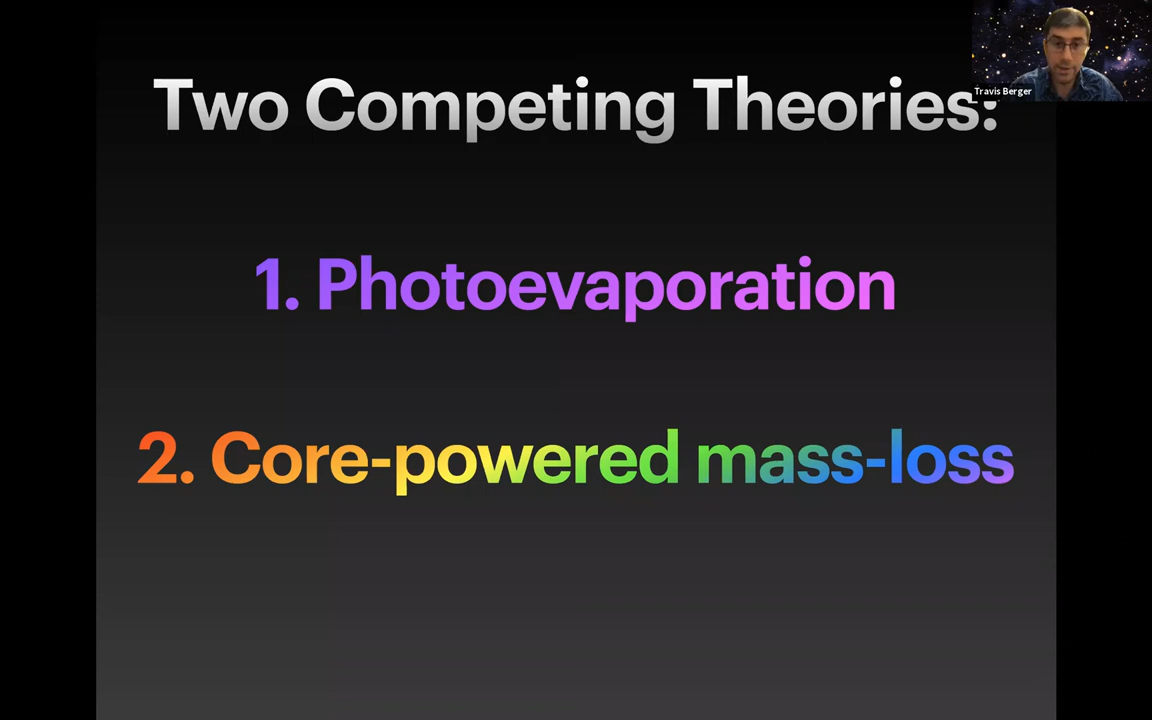 Two Competing Theories:
Travis Berger
1. Photoevaporation
2. Core-powered mass-loss